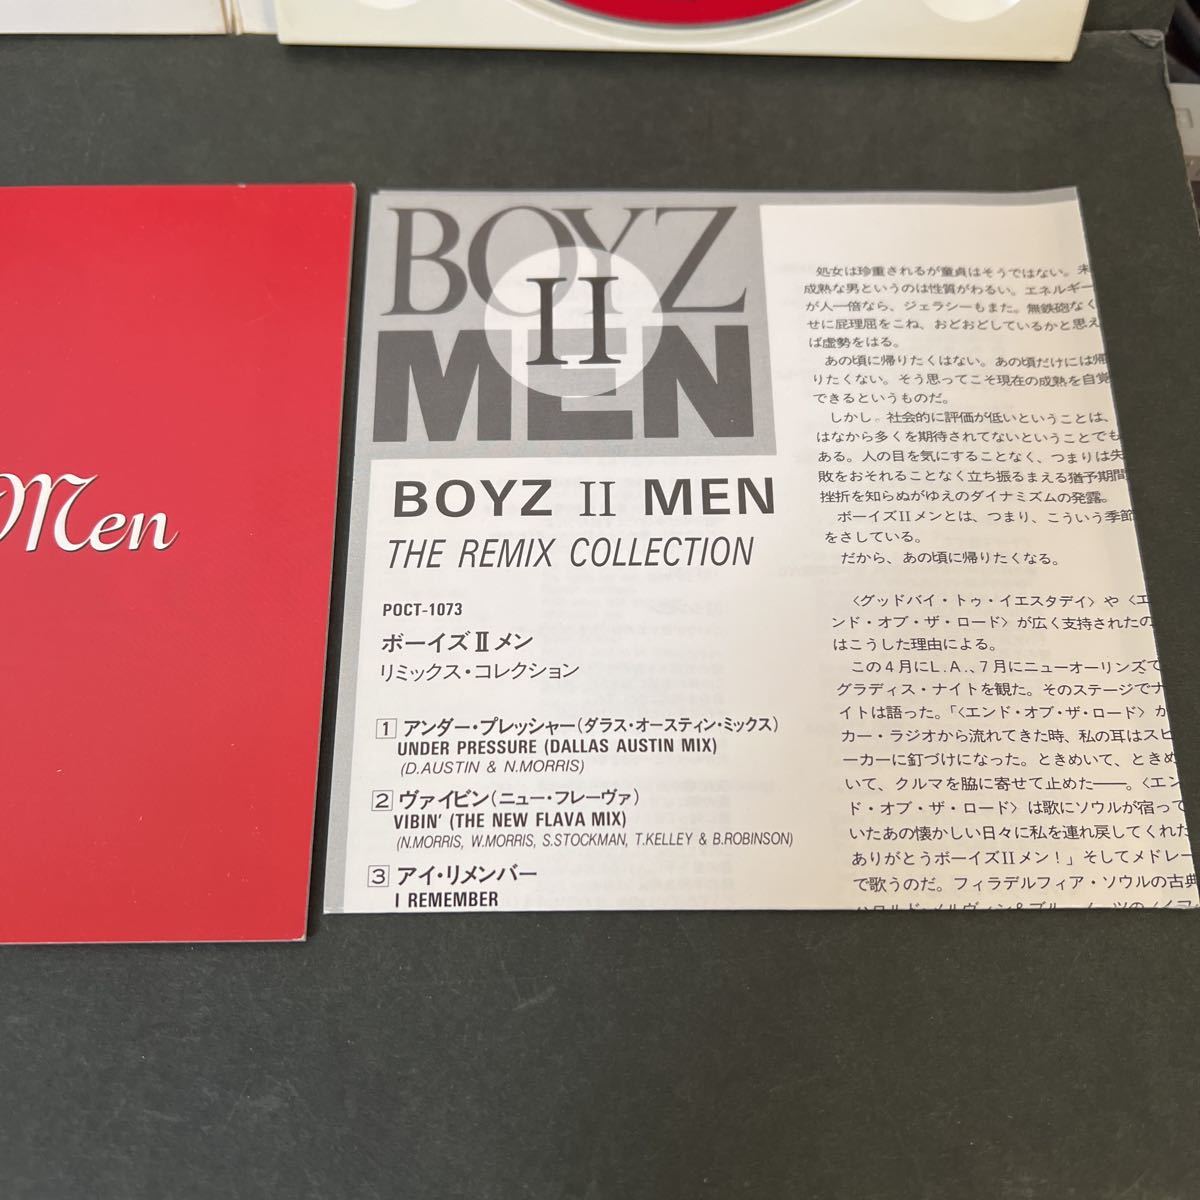 Men
BOYZ
II
MEN
BOYZ II MEN
THE REMIX COLLECTION
POCT-1073
ボーイズⅡメン
リミックス・コレクション
1 アンダー・プレッシャー(ダラス・オースティン・ミックス)
UNDER PRESSURE (DALLAS AUSTIN MIX)
(D.AUSTIN & N.MORRIS)
2 ヴァイビン(ニュー・フレーヴァ)
VIBIN' (THE NEW FLAVA MIX)
(N.MORRIS, W.MORRIS, S.STOCKMAN, T.KELLEY & B.ROBINSON)
3 アイ・リメンバー
I REMEMBER
処女は珍重されるが童貞はそうではない。未
成熟な男というのは性質がわるい。エネルギー
が人一倍なら、ジェラシーもまた。無鉄砲なく
せに屁理屈をこね、おどおどしているかと思え
ば虚勢をはる。
あの頃に帰りたくはない。あの頃だけには帰
りたくない。そう思ってこそ現在の成熟を自覚
できるというものだ。
しかし。社会的に評価が低いということは、
はなから多くを期待されてないということでも
ある。人の目を気にすることなく、つまりは失
敗をおそれることなく立ち振るまえる猶予期間
挫折を知らぬがゆえのダイナミズムの発露。
ボーイズⅡメンとは、つまり、こういう季節
をさしている。
だから、あの頃に帰りたくなる。
〈グッドバイ・トゥ・イエスタデイ〉や〈エ
ンド・オブ・ザ・ロード〉が広く支持されたの
はこうした理由による。
この4月にL.A.、7月にニューオーリンズで
グラディス・ナイトを観た。そのステージでナ
イトは語った。「〈エンド・オブ・ザ・ロード〉が
カー・ラジオから流れてきた時、私の耳はスピ
ーカーに釘づけになった。ときめいて、ときめ
いて、クルマを脇に寄せて止めた——。〈エン
ド・オブ・ザ・ロード〉は歌にソウルが宿って
いたあの懐かしい日々に私を連れ戻してくれた
ありがとうボーイズⅡメン！」そしてメドレー
で歌うのだ。フィラデルフィア・ソウルの古典
ハロルド・メルヴィン＆ブルー・ノーツの〈イフ